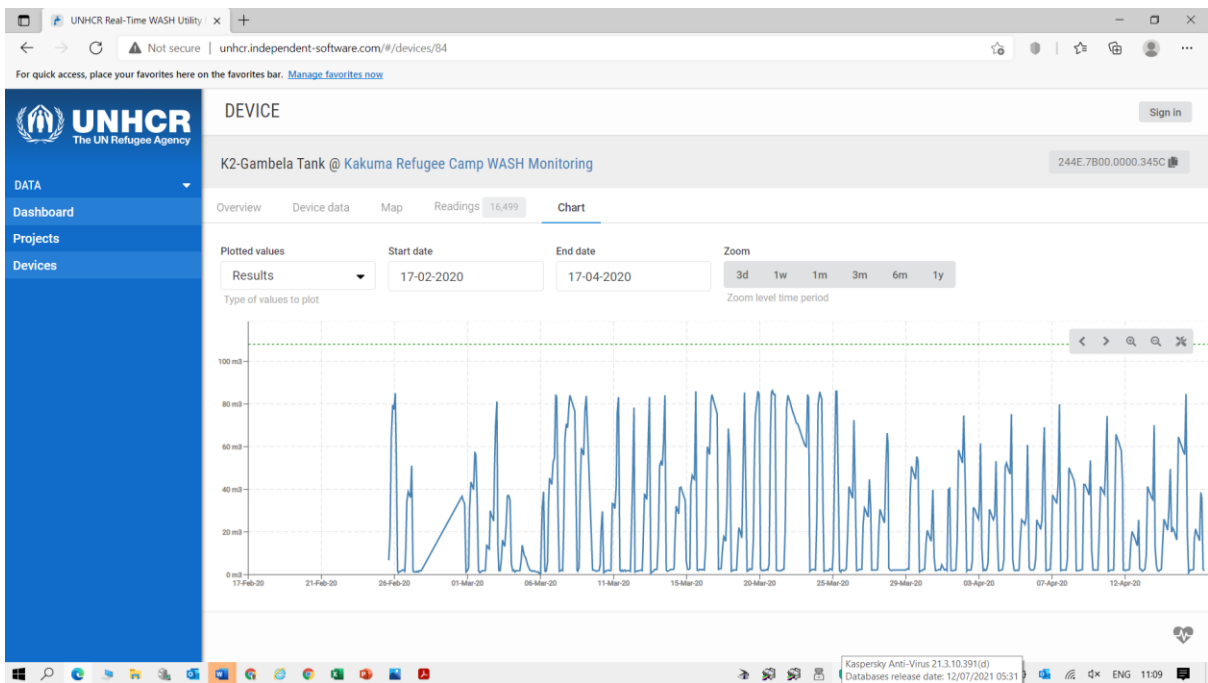 UNHCR Real-Time WASH Utility
Not secure | unhcr.independent-software.com/#/devices/84
For quick access, place your favorites here on the favorites bar. Manage favorites now
UNHCR
The UN Refugee Agency
DEVICE
Sign in
K2-Gambela Tank @ Kakuma Refugee Camp WASH Monitoring
244E.7B00.0000.345C
DATA
Dashboard
Projects
Devices
Overview Device data Map Readings 16,499 Chart
Plotted values Start date End date Zoom
Results 17-02-2020 17-04-2020 3d 1w 1m 3m 6m 1y
Type of values to plot Zoom level time period
100 m3
80 m3
60 m3
40 m3
20 m3
0 m3
17-Feb-20 21-Feb-20 26-Feb-20 01-Mar-20 06-Mar-20 11-Mar-20 15-Mar-20 20-Mar-20 25-Mar-20 29-Mar-20 03-Apr-20 07-Apr-20 12-Apr-20
Kaspersky Anti-Virus 21.3.10.391(d)
Databases release date: 12/07/2021 05:31
ENG 11:09